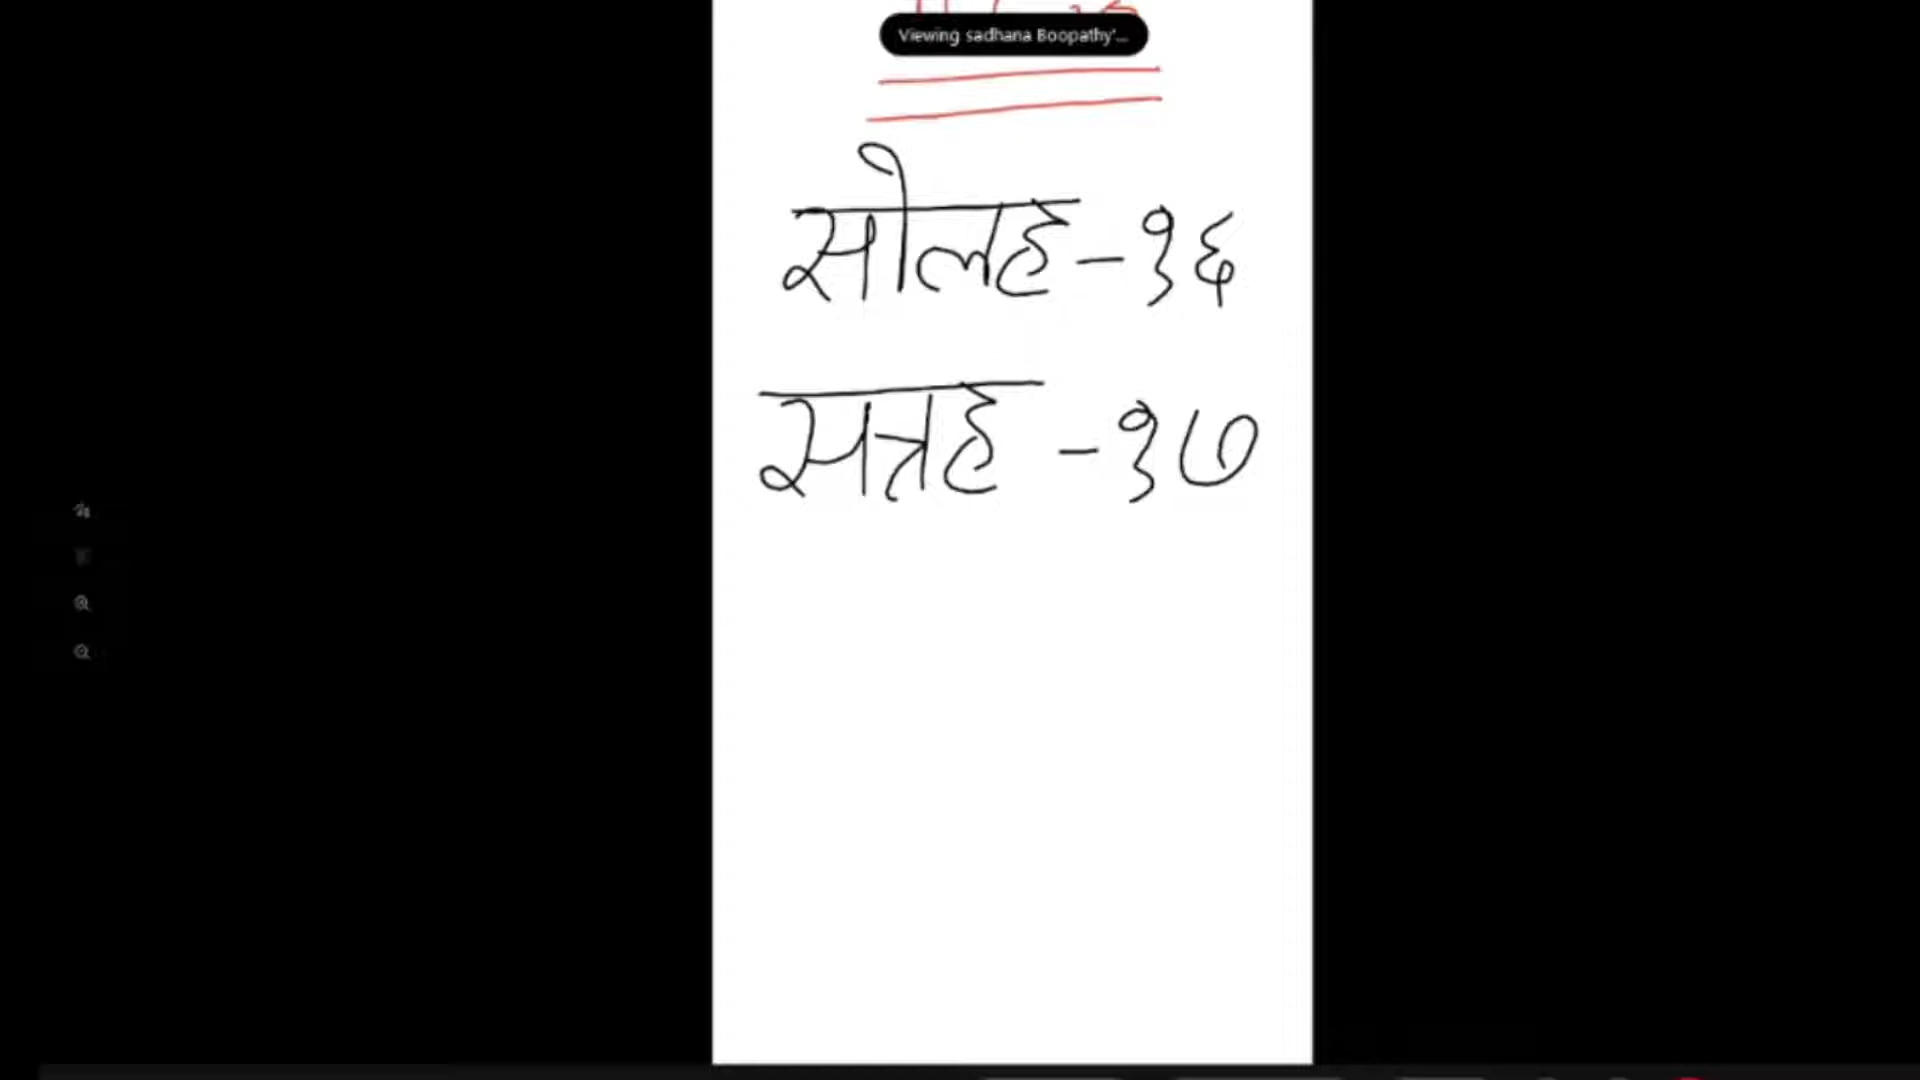 Viewing sadhana Boopathy'...
सोलह - १६
सत्रह - १७